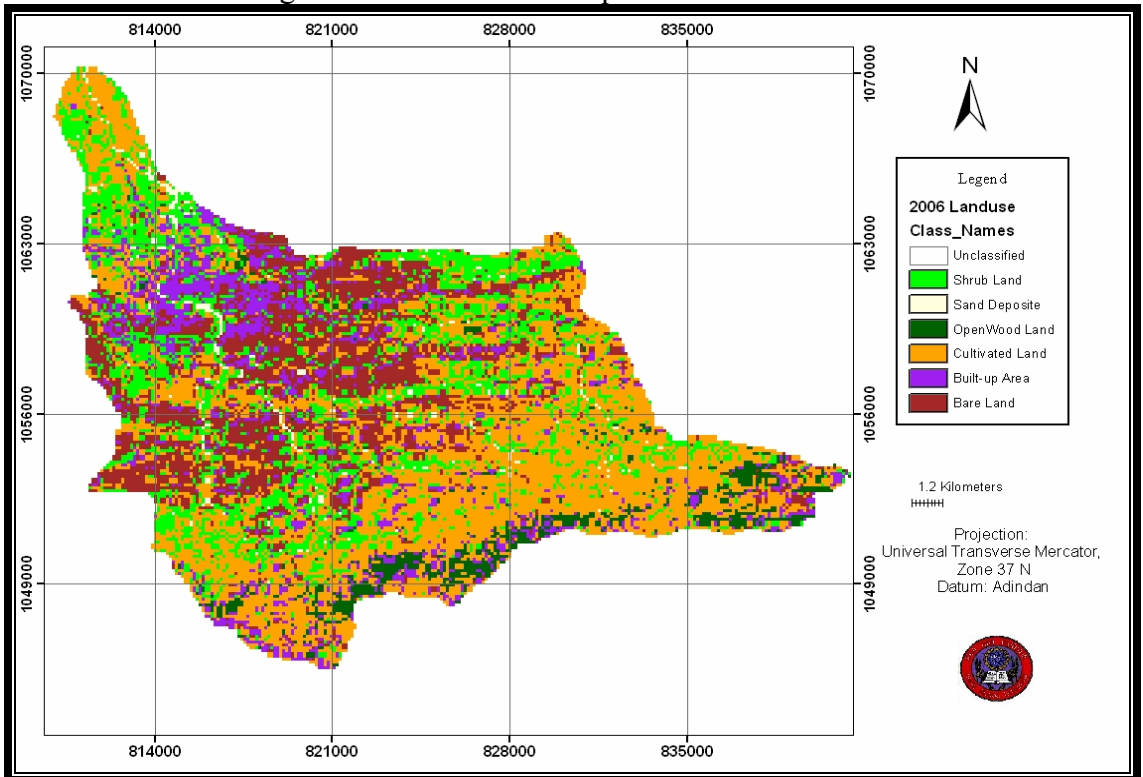 814000 821000 828000 835000
1070000 1070000
1063000 1063000
1056000 1056000
1049000 1049000
814000 821000 828000 835000
N
Legend
2006 Landuse
Class_Names
Unclassified
Shrub Land
Sand Deposite
OpenWood Land
Cultivated Land
Built-up Area
Bare Land
1.2 Kilometers
Projection:
Universal Transverse Mercator,
Zone 37 N
Datum: Adindan